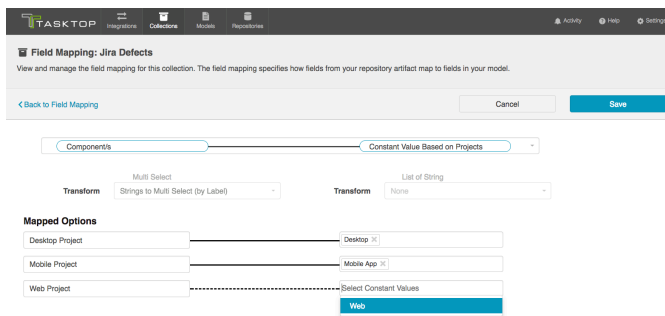 TASKTOP
Integrations
Collections
Models
Repositories
Activity
Help
Settings
Field Mapping: Jira Defects
View and manage the field mapping for this collection. The field mapping specifies how fields from your repository artifact map to fields in your model.
Back to Field Mapping
Cancel
Save
Component/s
Constant Value Based on Projects
Multi Select
List of String
Transform
Strings to Multi Select (by Label)
Transform
None
Mapped Options
Desktop Project
Desktop
Mobile Project
Mobile App
Web Project
Select Constant Values
Web